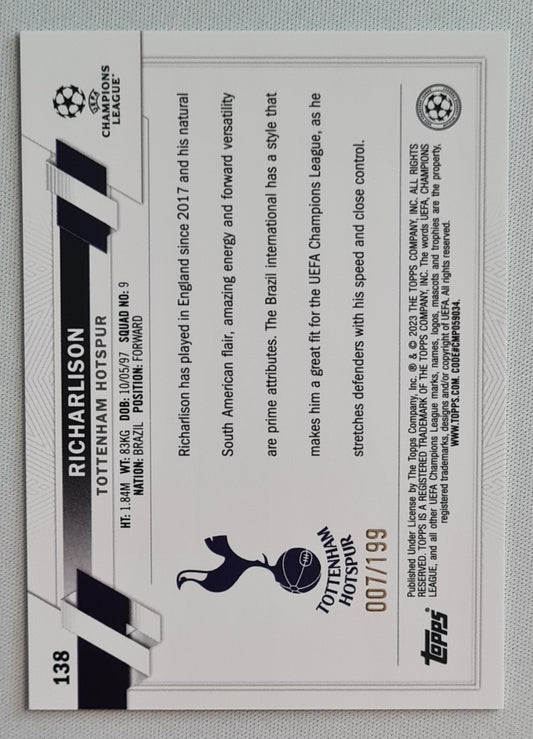 138
RICHARLISON
TOTTENHAM HOTSPUR
HT: 1.84M WT: 83KG DOB: 10/05/97 SQUAD NO: 9
NATION: BRAZIL POSITION: FORWARD
UEFA
CHAMPIONS
LEAGUE®
Richarlison has played in England since 2017 and his natural
South American flair, amazing energy and forward versatility
are prime attributes. The Brazil international has a style that
makes him a great fit for the UEFA Champions League, as he
stretches defenders with his speed and close control.
TOTTENHAM
HOTSPUR
007/199
topps®
Published Under License by The Topps Company, Inc. ® & © 2023 THE TOPPS COMPANY, INC. ALL RIGHTS
RESERVED. TOPPS IS A REGISTERED TRADEMARK OF THE TOPPS COMPANY, INC. The words UEFA, CHAMPIONS
LEAGUE, and all other UEFA Champions League marks, names, logos, mascots and trophies are the property,
registered trademarks, designs and/or copyright of UEFA. All rights reserved.
WWW.TOPPS.COM. CODE#CMP059034.